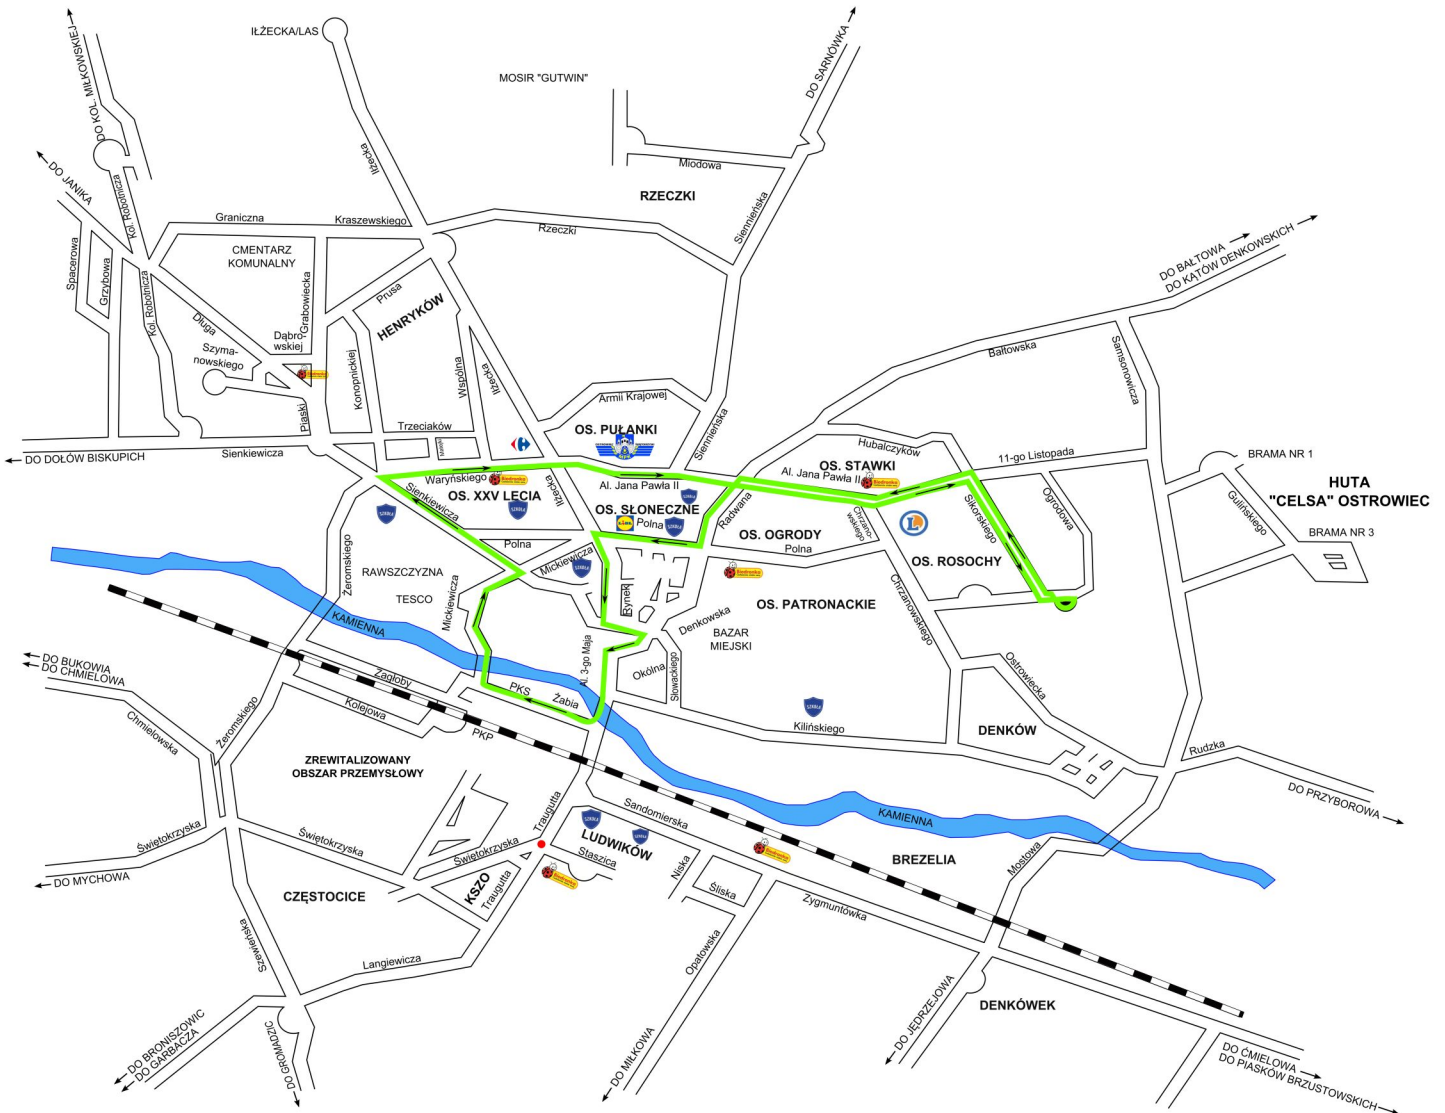 DO KOL. MIŁKOWSKIEJ
IŁŻECKA/LAS
MOSIR "GUTWIN"
DO SARNÓWKA
DO JANIKA
Kol. Robotnicza
Iłżecka
Miodowa
RZECZKI
Siennieńska
Graniczna
Kraszewskiego
Rzeczki
CMENTARZ
KOMUNALNY
Spacerowa
Grzybowa
Kol. Robotnicza
Grabowiecka
Prusa
HENRYKÓW
DO BAŁTOWA
DO KĄTÓW DENKOWSKICH
Długa
Szyma-
nowskiego
Dąbro-
wskiej
Konopnickiej
Wspólna
Iłżecka
Bałtowska
Samsonowicza
Piaski
Trzeciaków
Armii Krajowej
OS. PUŁANKI
Siennieńska
Hubalczyków
11-go Listopada
DO DOŁÓW BISKUPICH
Sienkiewicza
Waryńskiego
OS. XXV LECIA
Iłżecka
Al. Jana Pawła II
OS. STAWKI
Al. Jana Pawła II
BRAMA NR 1
HUTA
"CELSA" OSTROWIEC
Gulińskiego
BRAMA NR 3
Sienkiewicza
OS. SŁONECZNE
Polna
Radwana
OS. OGRODY
Polna
Chrzano-
wskiego
Sikorskiego
Ogrodowa
OS. ROSOCHY
Polna
Mickiewicza
Żeromskiego
RAWSZCZYZNA
TESCO
Mickiewicza
Rynek
OS. PATRONACKIE
Denkowska
BAZAR
MIEJSKI
Chrzanowskiego
KAMIENNA
Al. 3-go Maja
Okólna
Słowackiego
Ostrowiecka
DO BUKOWIA
DO CHMIELOWA
Zagłoby
Kolejowa
PKS
Żabia
PKP
Kilińskiego
DENKÓW
Rudzka
Chmielowska
Żeromskiego
ZREWITALIZOWANY
OBSZAR PRZEMYSŁOWY
DO PRZYBOROWA
Traugutta
Sandomierska
KAMIENNA
Świętokrzyska
Świętokrzyska
Świętokrzyska
LUDWIKÓW
Staszica
BREZELIA
Mostowa
DO MYCHOWA
CZĘSTOCICE
KSZO
Traugutta
Niska
Śliska
Zygmuntówka
Szewieńska
Langiewicza
Opatowska
DENKÓWEK
DO BRONISZOWIC
DO GARBACZA
DO GROMADZIC
DO MIŁKOWA
DO JĘDRZEJOWA
DO ĆMIELOWA
DO PIASKÓW BRZUSTOWSKICH